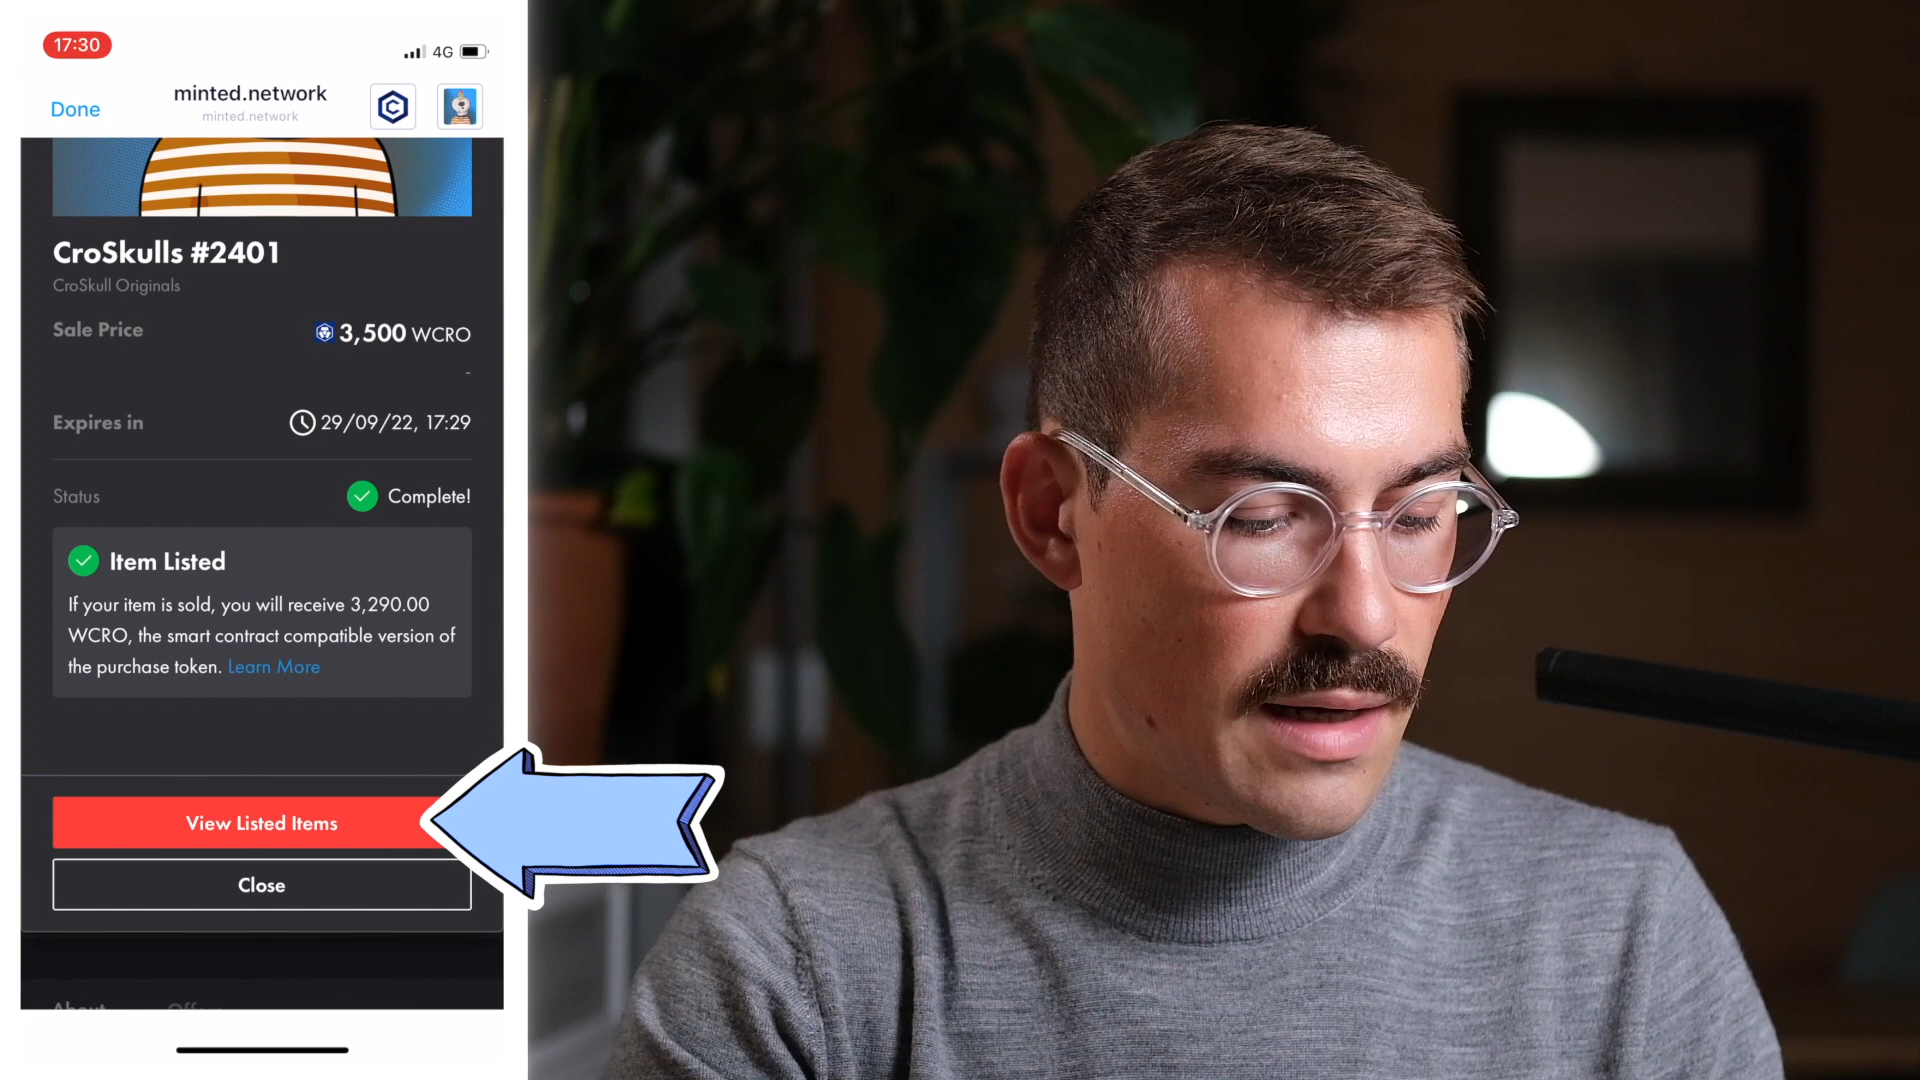 17:30
4G
Done
minted.network
minted.network
CroSkulls #2401
CroSkull Originals
Sale Price
3,500 WCRO
-
Expires in
29/09/22, 17:29
Status
Complete!
Item Listed
If your item is sold, you will receive 3,290.00
WCRO, the smart contract compatible version of
the purchase token. Learn More
View Listed Items
Close
About